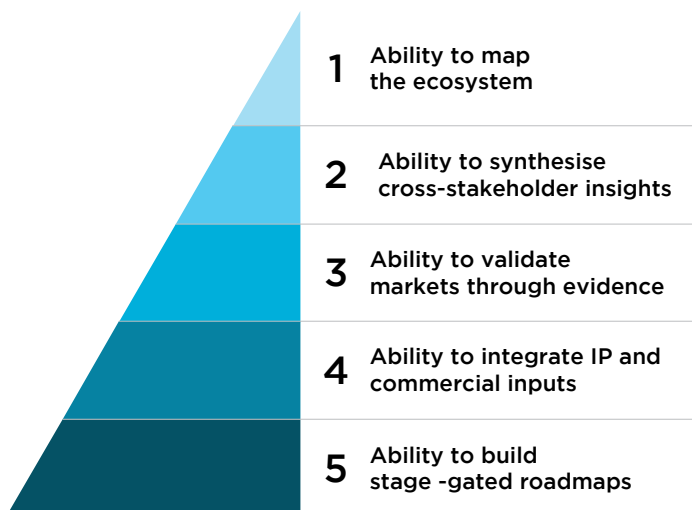 1 Ability to map
the ecosystem
2 Ability to synthesise
cross-stakeholder insights
3 Ability to validate
markets through evidence
4 Ability to integrate IP and
commercial inputs
5 Ability to build
stage -gated roadmaps